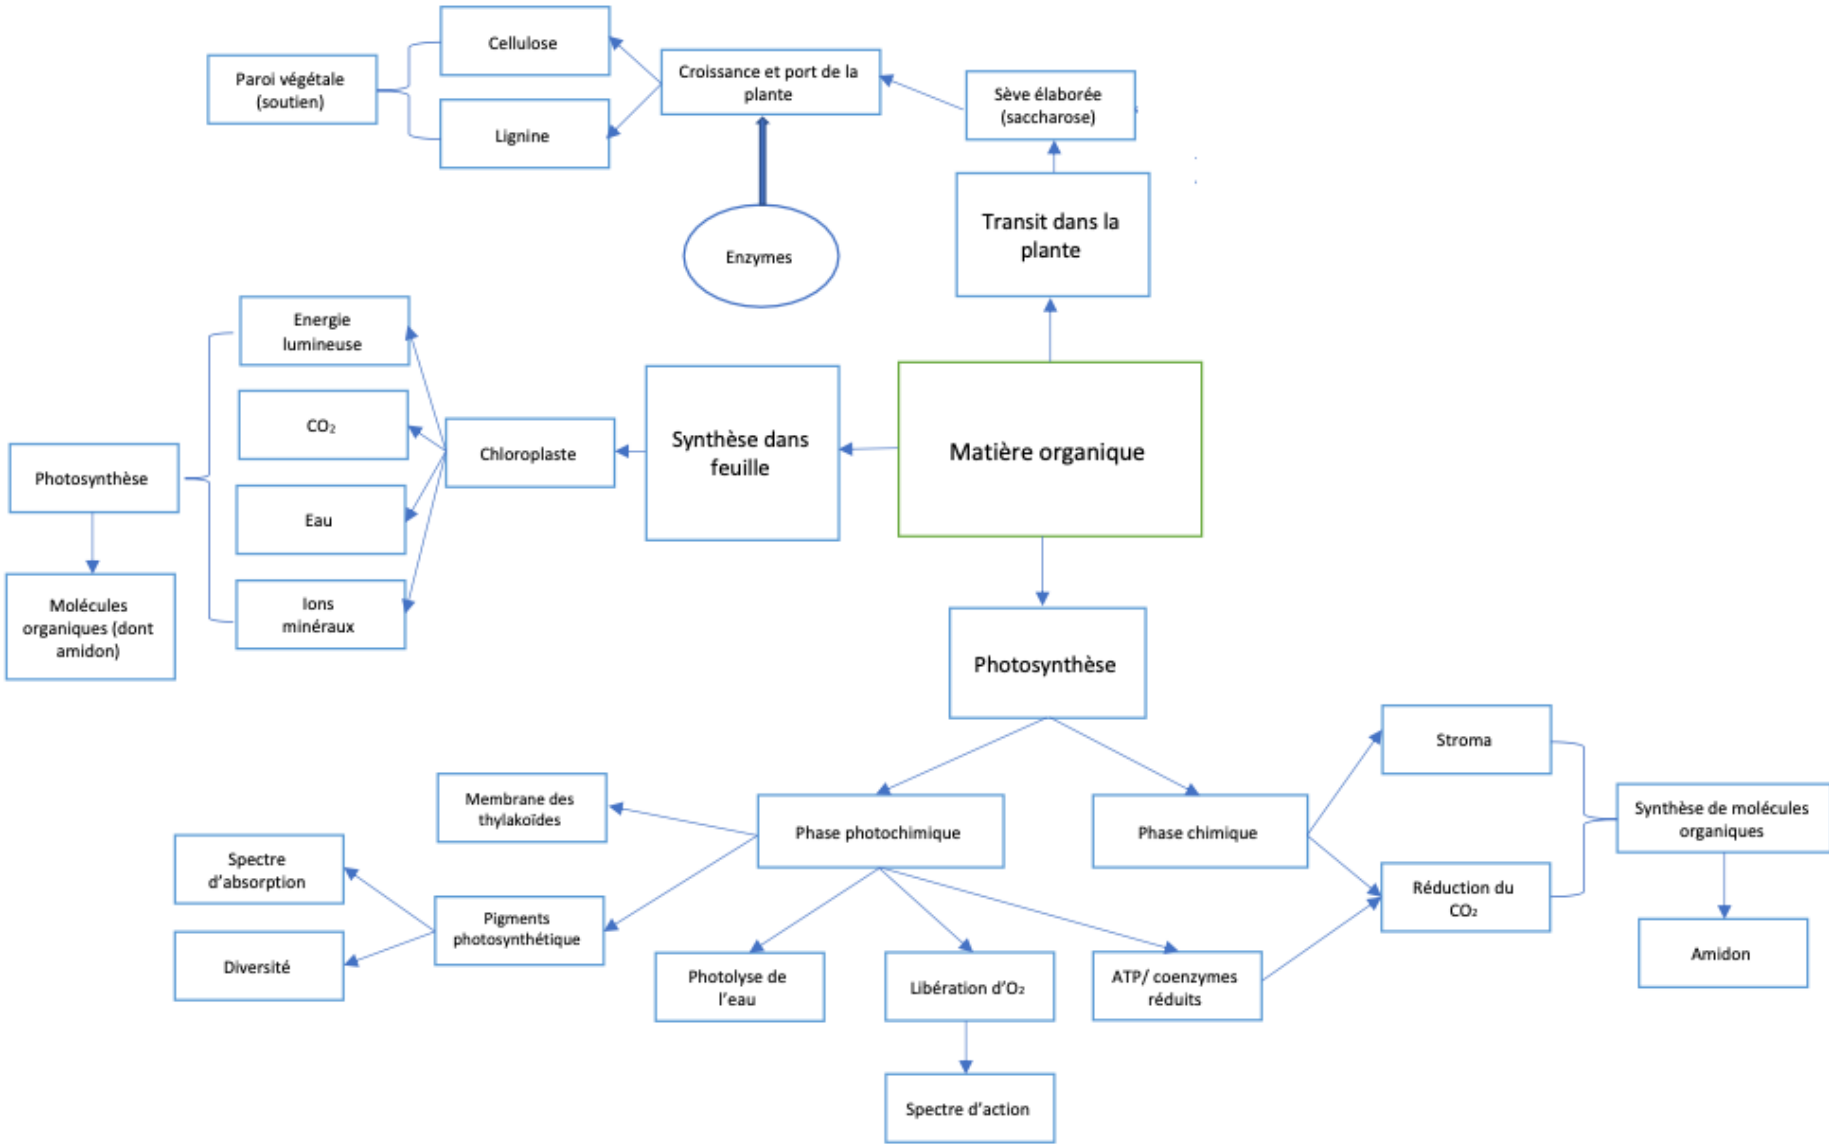 Cellulose
Paroi végétale
(soutien)
Lignine
Croissance et port de la
plante
Sève élaborée
(saccharose)
Enzymes
Transit dans la
plante
Energie
lumineuse
CO₂
Eau
Ions
minéraux
Photosynthèse
Molécules
organiques (dont
amidon)
Chloroplaste
Synthèse dans
feuille
Matière organique
Photosynthèse
Phase photochimique
Phase chimique
Membrane des
thylakoïdes
Spectre
d’absorption
Pigments
photosynthétique
Diversité
Photolyse de
l’eau
Libération d’O₂
ATP/ coenzymes
réduits
Spectre d’action
Stroma
Réduction du
CO₂
Synthèse de molécules
organiques
Amidon